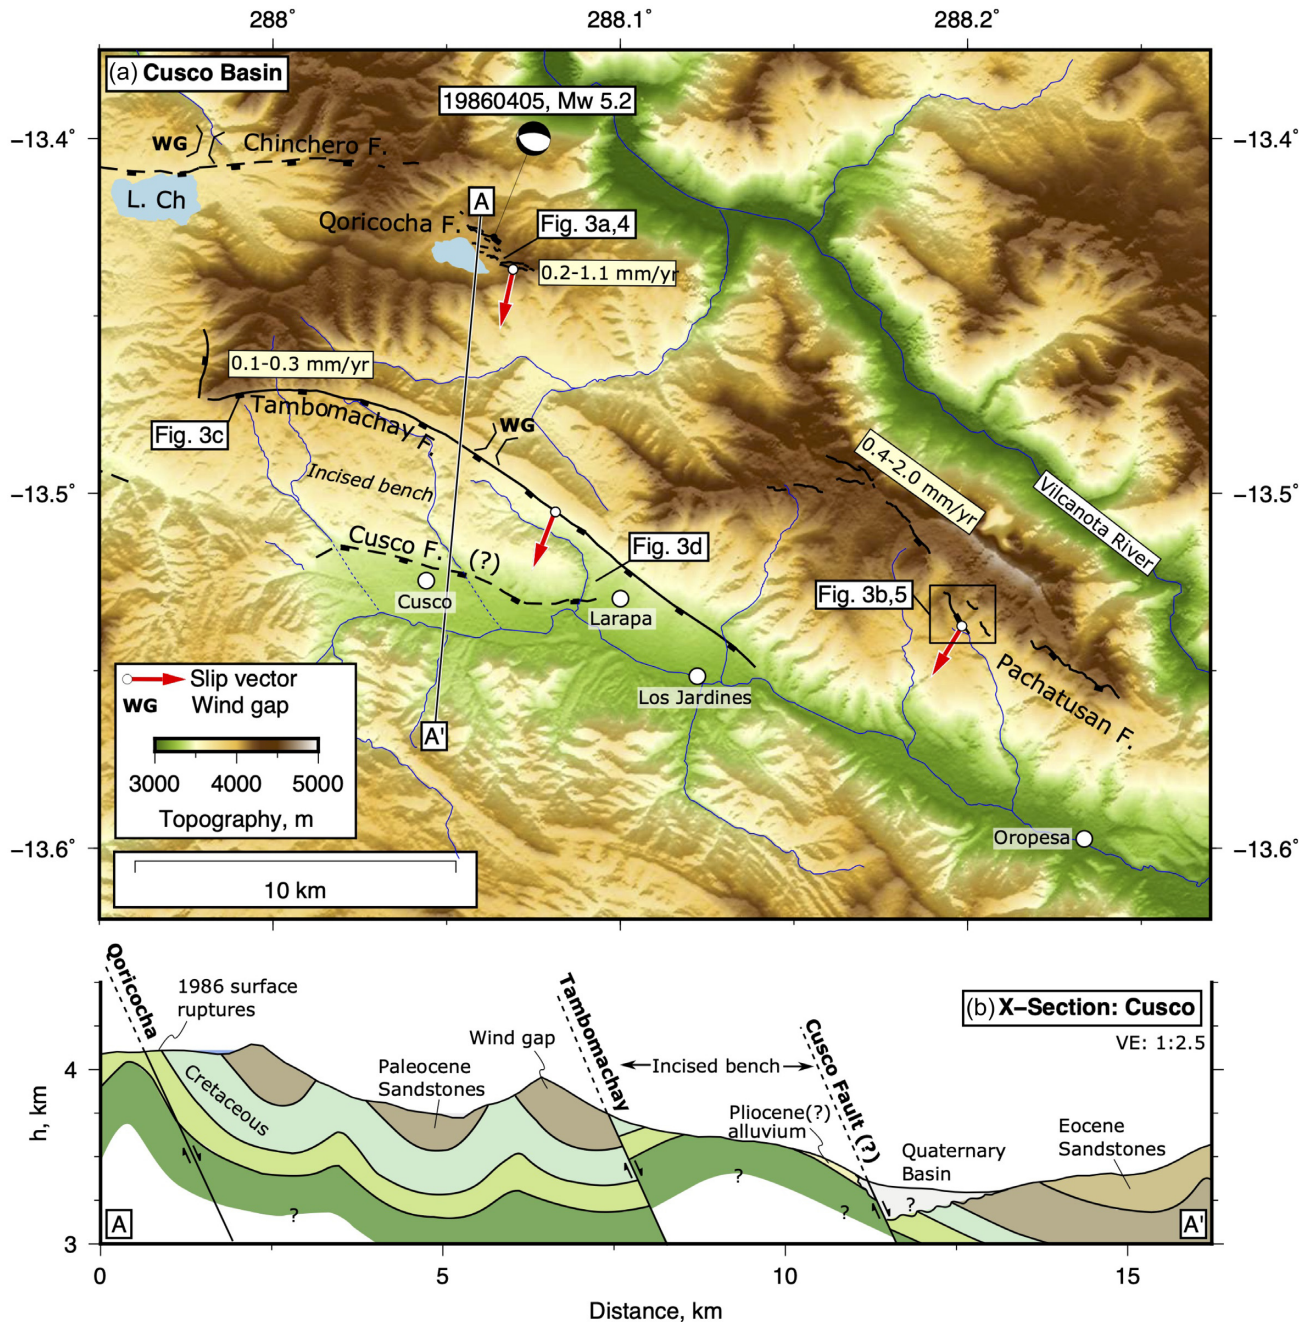 288°
288.1°
288.2°
(a) Cusco Basin
19860405, Mw 5.2
−13.4°
−13.4°
WG
Chinchero F.
L. Ch
A
Qoricocha F.
Fig. 3a,4
0.2-1.1 mm/yr
0.1-0.3 mm/yr
Tambomachay F.
WG
Fig. 3c
0.4-2.0 mm/yr
Incised bench
−13.5°
−13.5°
Vilcanota River
Cusco F.
(?)
Fig. 3d
Fig. 3b,5
Cusco
Larapa
Pachatusan F.
Slip vector
WG
Wind gap
Los Jardines
A'
3000
4000
5000
Topography, m
Oropesa
−13.6°
−13.6°
10 km
Qoricocha
1986 surface
ruptures
Tambomachay
(b) X−Section: Cusco
VE: 1:2.5
Wind gap
Cusco Fault (?)
Incised bench
4
Paleocene
Sandstones
Cretaceous
Pliocene(?)
alluvium
Quaternary
Basin
Eocene
Sandstones
h, km
?
?
?
?
A
A'
3
0
5
10
15
Distance, km